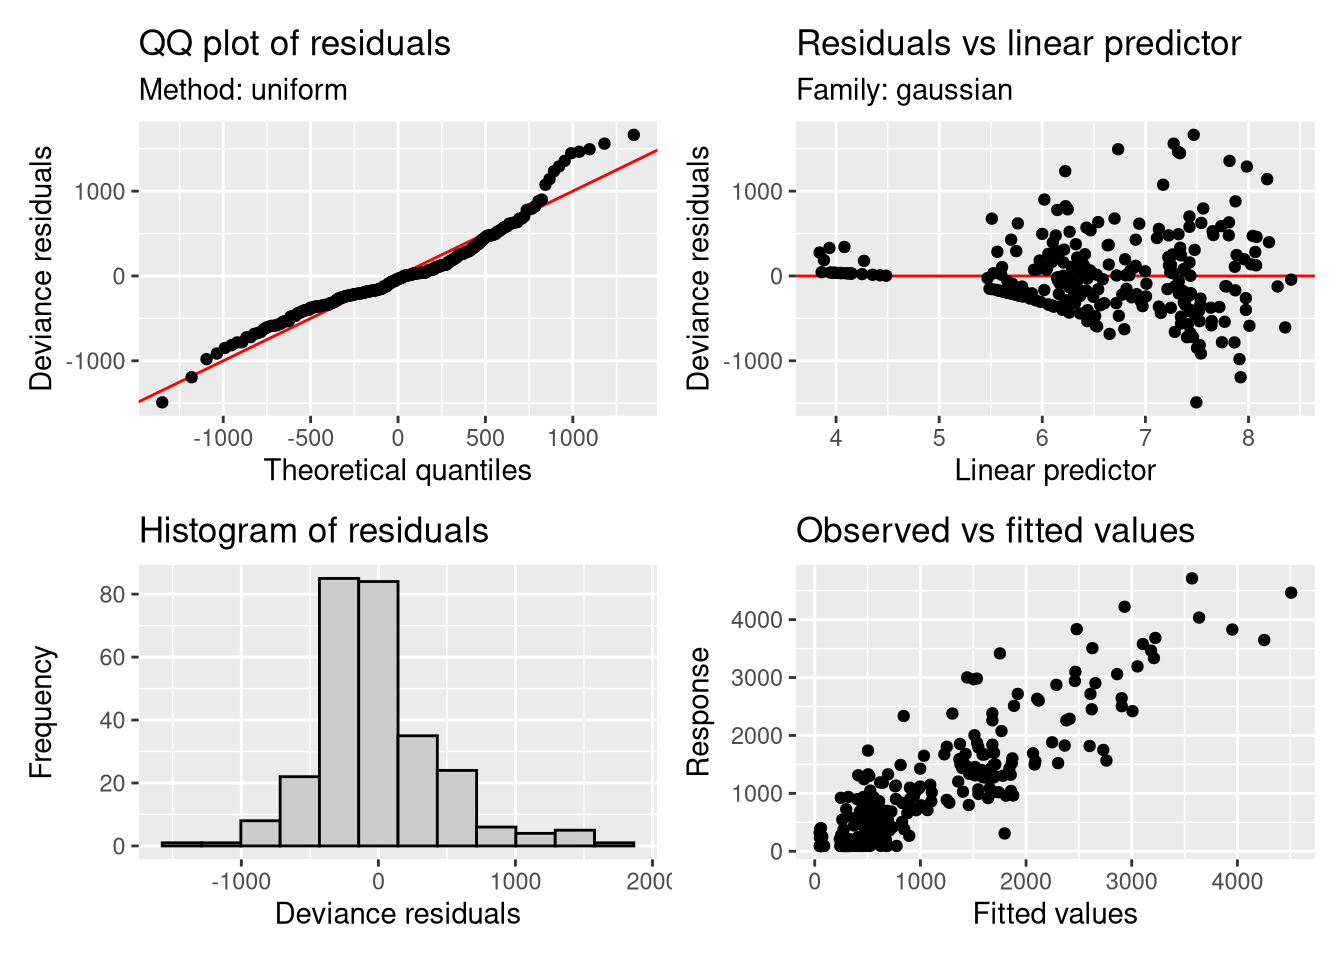 QQ plot of residuals
Method: uniform
Deviance residuals
1000
0
-1000
-1000 -500 0 500 1000
Theoretical quantiles
Residuals vs linear predictor
Family: gaussian
Deviance residuals
1000
0
-1000
4 5 6 7 8
Linear predictor
Histogram of residuals
Frequency
80
60
40
20
0
-1000 0 1000 2000
Deviance residuals
Observed vs fitted values
Response
4000
3000
2000
1000
0
0 1000 2000 3000 4000
Fitted values